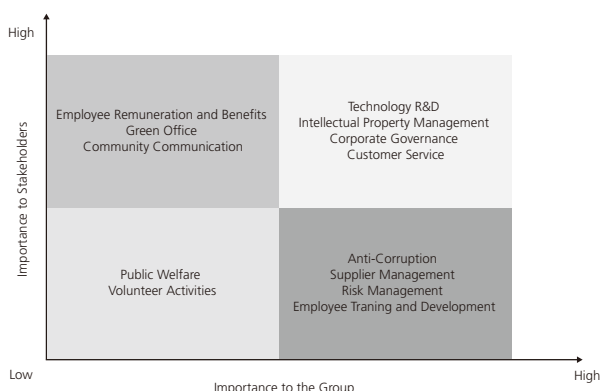 High
Importance to Stakeholders
Employee Remuneration and Benefits
Green Office
Community Communication
Technology R&D
Intellectual Property Management
Corporate Governance
Customer Service
Public Welfare
Volunteer Activities
Anti-Corruption
Supplier Management
Risk Management
Employee Traning and Development
Low
High
Importance to the Group